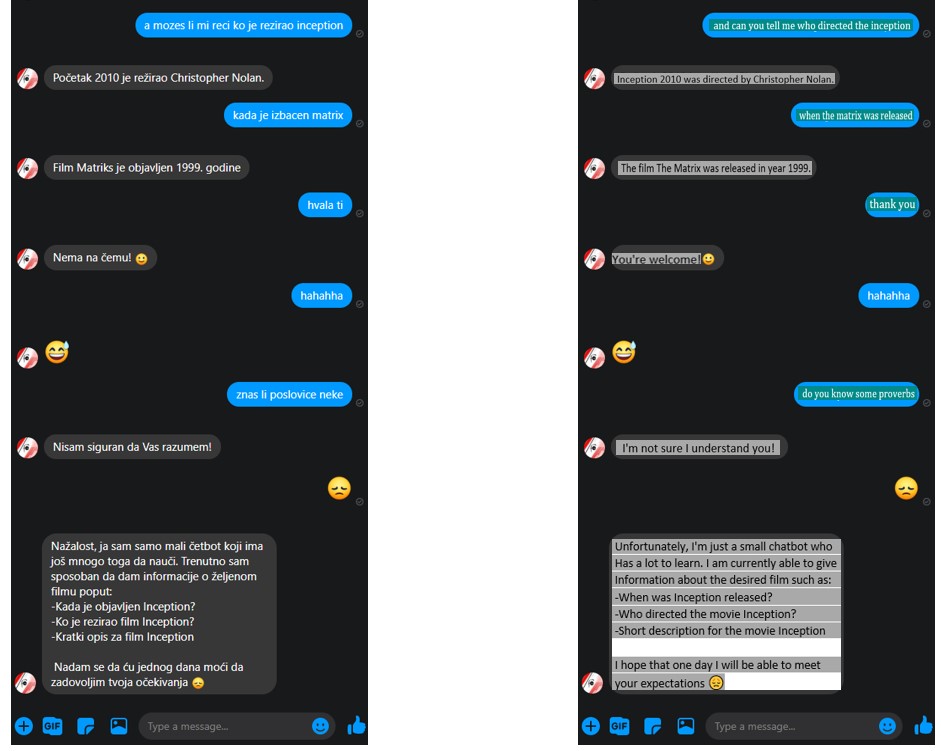 a mozes li mi reci ko je rezirao inception
Početak 2010 je režirao Christopher Nolan.
kada je izbacen matrix
Film Matriks je objavljen 1999. godine
hvala ti
Nema na čemu! 🙂
hahahha
😅
znas li poslovice neke
Nisam siguran da Vas razumem!
😞
Nažalost, ja sam samo mali četbot koji ima
još mnogo toga da nauči. Trenutno sam
sposoban da dam informacije o željenom
filmu poput:
-Kada je objavljen Inception?
-Ko je rezirao film Inception?
-Kratki opis za film Inception
Nadam se da ću jednog dana moći da
zadovoljim tvoja očekivanja 😞
GIF
Type a message...
and can you tell me who directed the inception
Inception 2010 was directed by Christopher Nolan.
when the matrix was released
The film The Matrix was released in year 1999.
thank you
You're welcome! 🙂
hahahha
😅
do you know some proverbs
I'm not sure I understand you!
😞
Unfortunately, I'm just a small chatbot who
Has a lot to learn. I am currently able to give
Information about the desired film such as:
-When was Inception released?
-Who directed the movie Inception?
-Short description for the movie Inception
I hope that one day I will be able to meet
your expectations 😞
GIF
Type a message...